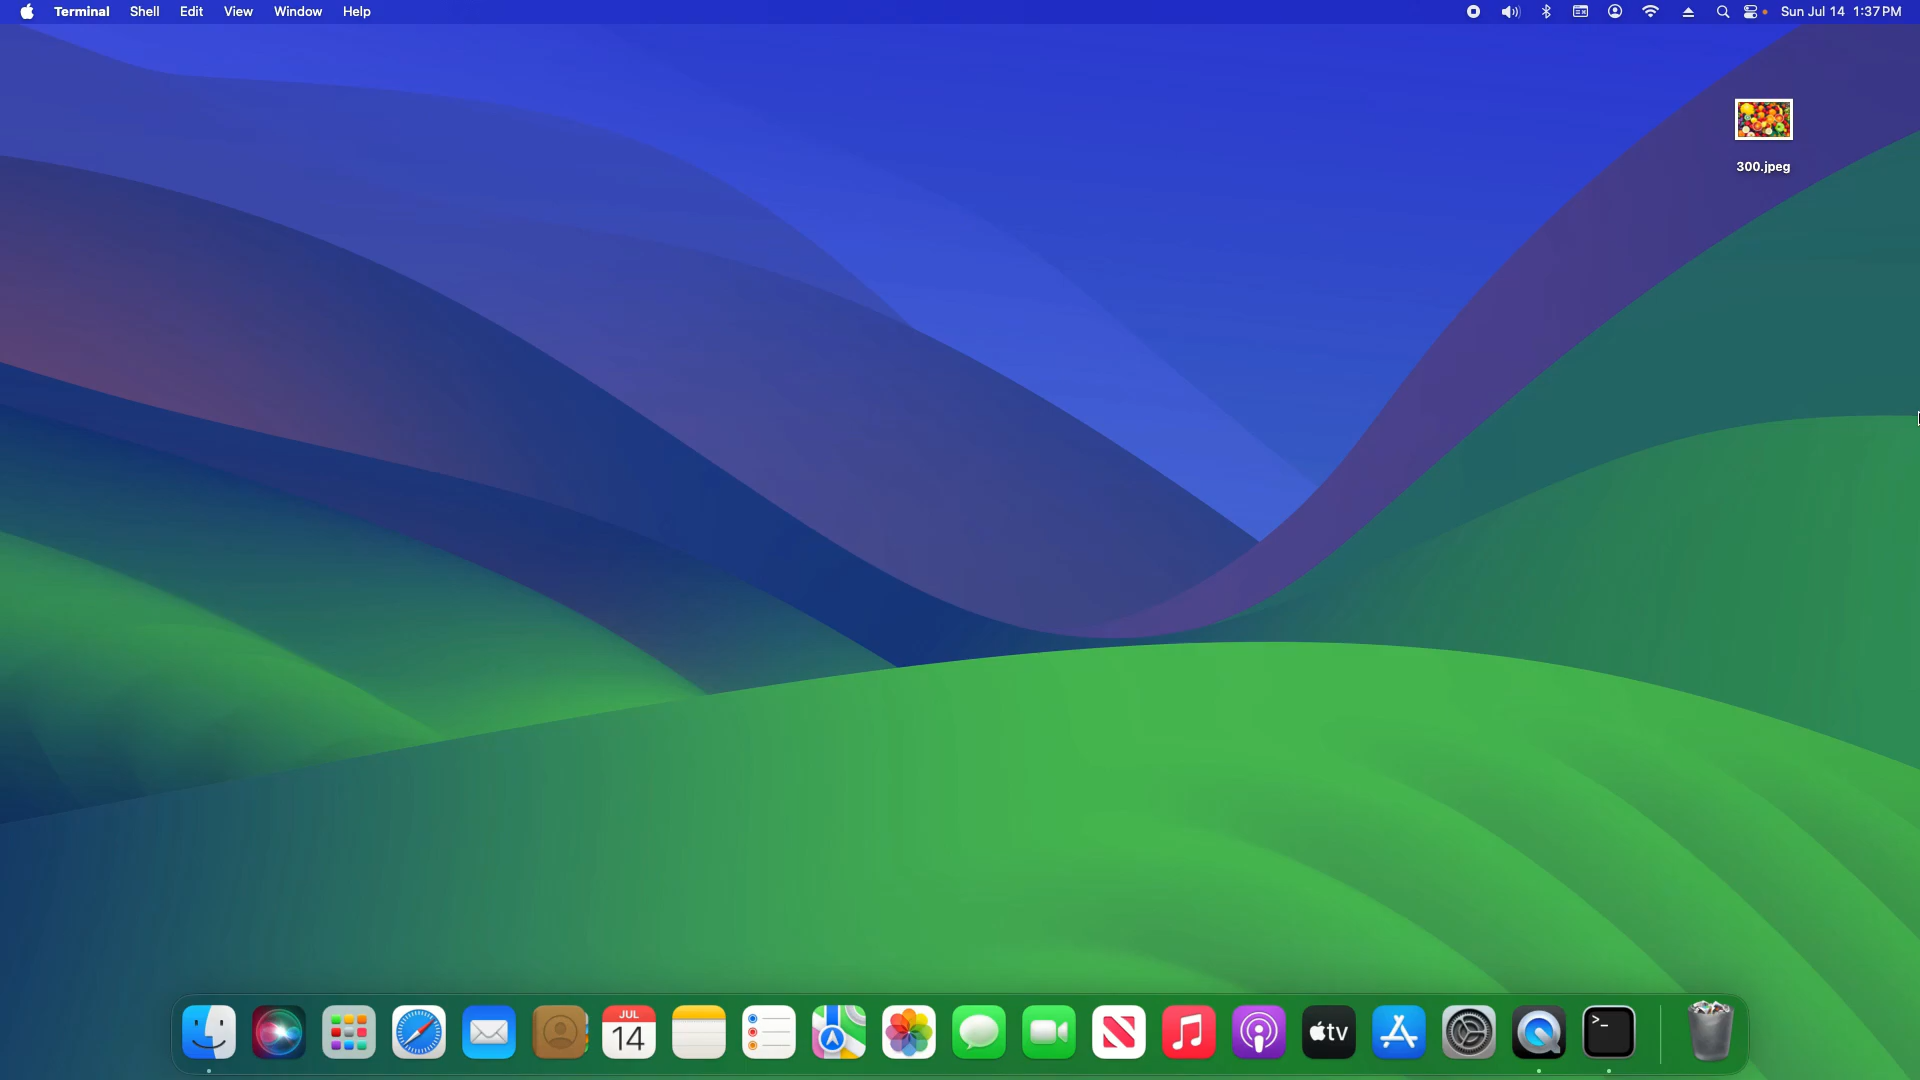 Terminal Shell Edit View Window Help Sun Jul 14 1:37 PM
300.jpeg
JUL
14
tv
>_